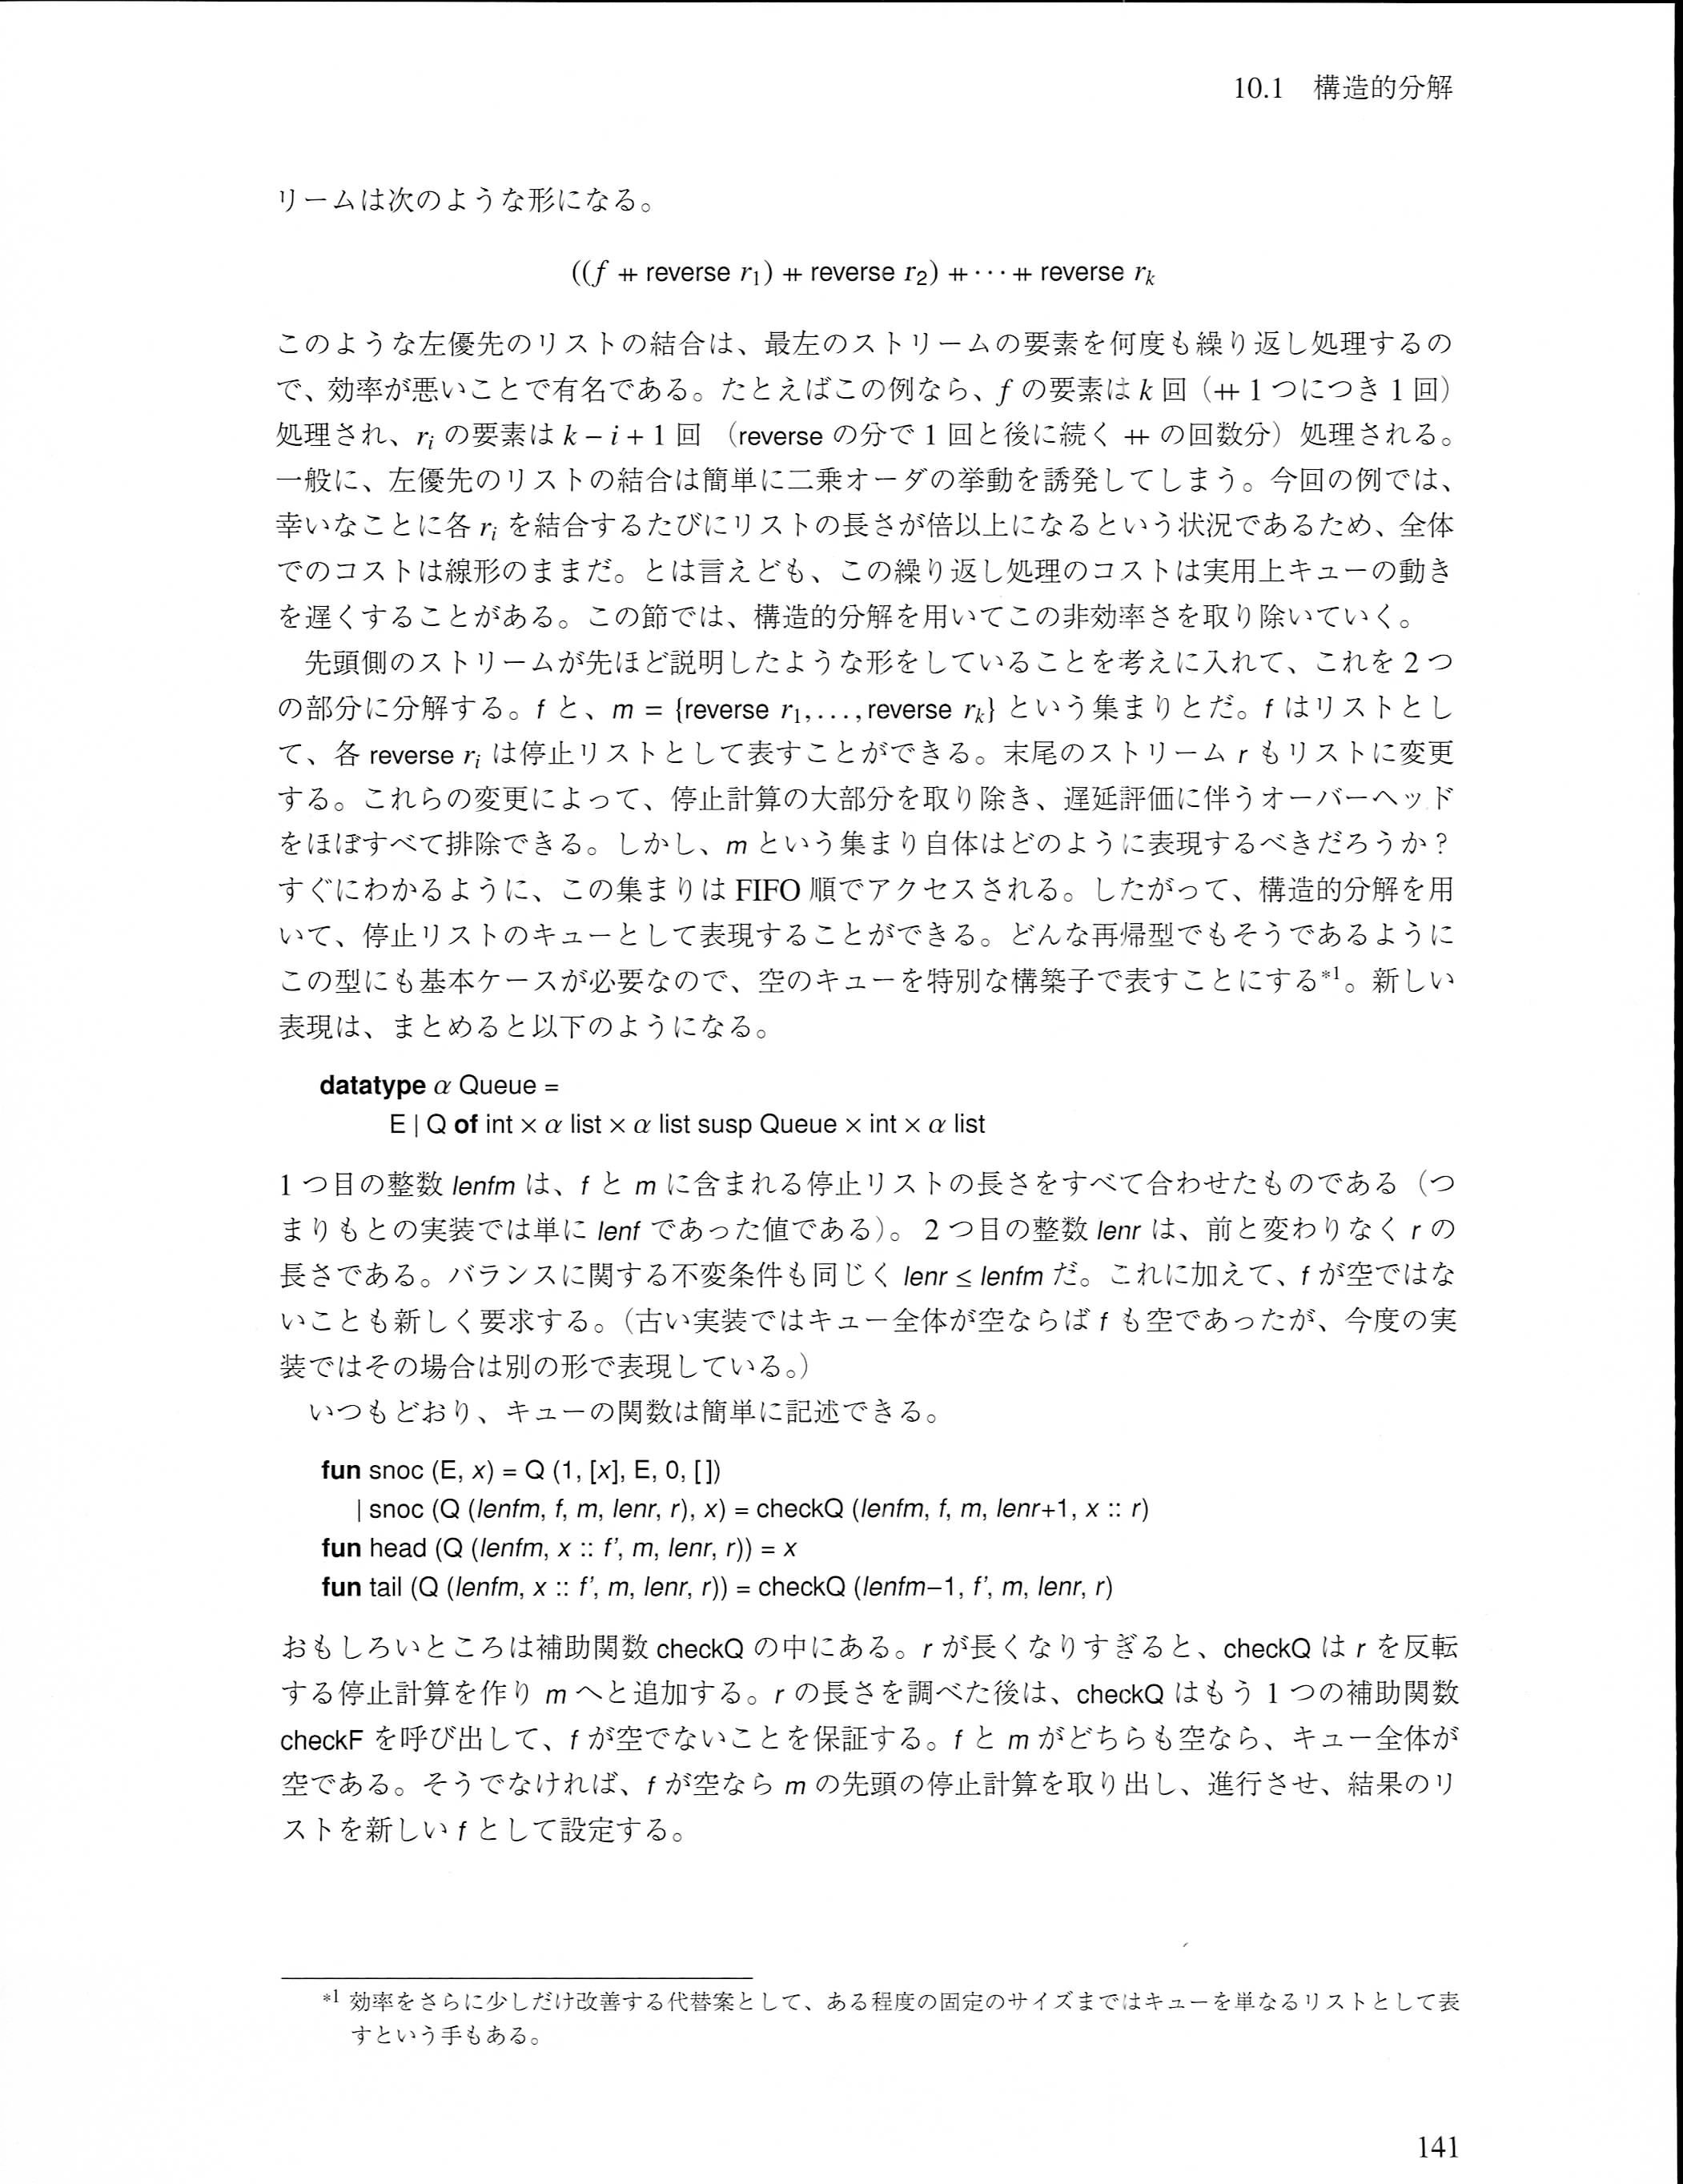 10.1　構造的分解
リームは次のような形になる。
((f ⧺ reverse r₁) ⧺ reverse r₂) ⧺ ··· ⧺ reverse rₖ
このような左優先のリストの結合は、最左のストリームの要素を何度も繰り返し処理するの
で、効率が悪いことで有名である。たとえばこの例なら、f の要素は k 回（⧺ 1 つにつき 1 回）
処理され、rᵢ の要素は k − i + 1 回 （reverse の分で 1 回と後に続く ⧺ の回数分）処理される。
一般に、左優先のリストの結合は簡単に二乗オーダの挙動を誘発してしまう。今回の例では、
幸いなことに各 rᵢ を結合するたびにリストの長さが倍以上になるという状況であるため、全体
でのコストは線形のままだ。とは言えども、この繰り返し処理のコストは実用上キューの動き
を遅くすることがある。この節では、構造的分解を用いてこの非効率さを取り除いていく。
先頭側のストリームが先ほど説明したような形をしていることを考えに入れて、これを 2 つ
の部分に分解する。f と、m = {reverse r₁,...,reverse rₖ} という集まりとだ。f はリストとし
て、各 reverse rᵢ は停止リストとして表すことができる。末尾のストリーム r もリストに変更
する。これらの変更によって、停止計算の大部分を取り除き、遅延評価に伴うオーバーヘッド
をほぼすべて排除できる。しかし、m という集まり自体はどのように表現するべきだろうか？
すぐにわかるように、この集まりは FIFO 順でアクセスされる。したがって、構造的分解を用
いて、停止リストのキューとして表現することができる。どんな再帰型でもそうであるように
この型にも基本ケースが必要なので、空のキューを特別な構築子で表すことにする*1。新しい
表現は、まとめると以下のようになる。
datatype α Queue =
E | Q of int × α list × α list susp Queue × int × α list
1 つ目の整数 lenfm は、f と m に含まれる停止リストの長さをすべて合わせたものである（つ
まりもとの実装では単に lenf であった値である）。2 つ目の整数 lenr は、前と変わりなく r の
長さである。バランスに関する不変条件も同じく lenr ≤ lenfm だ。これに加えて、f が空ではな
いことも新しく要求する。（古い実装ではキュー全体が空ならば f も空であったが、今度の実
装ではその場合は別の形で表現している。）
いつもどおり、キューの関数は簡単に記述できる。
fun snoc (E, x) = Q (1, [x], E, 0, [ ])
| snoc (Q (lenfm, f, m, lenr, r), x) = checkQ (lenfm, f, m, lenr+1, x :: r)
fun head (Q (lenfm, x :: f’, m, lenr, r)) = x
fun tail (Q (lenfm, x :: f’, m, lenr, r)) = checkQ (lenfm−1, f’, m, lenr, r)
おもしろいところは補助関数 checkQ の中にある。r が長くなりすぎると、checkQ は r を反転
する停止計算を作り m へと追加する。r の長さを調べた後は、checkQ はもう 1 つの補助関数
checkF を呼び出して、f が空でないことを保証する。f と m がどちらも空なら、キュー全体が
空である。そうでなければ、f が空なら m の先頭の停止計算を取り出し、進行させ、結果のリ
ストを新しい f として設定する。
*1 効率をさらに少しだけ改善する代替案として、ある程度の固定のサイズまではキューを単なるリストとして表
すという手もある。
141